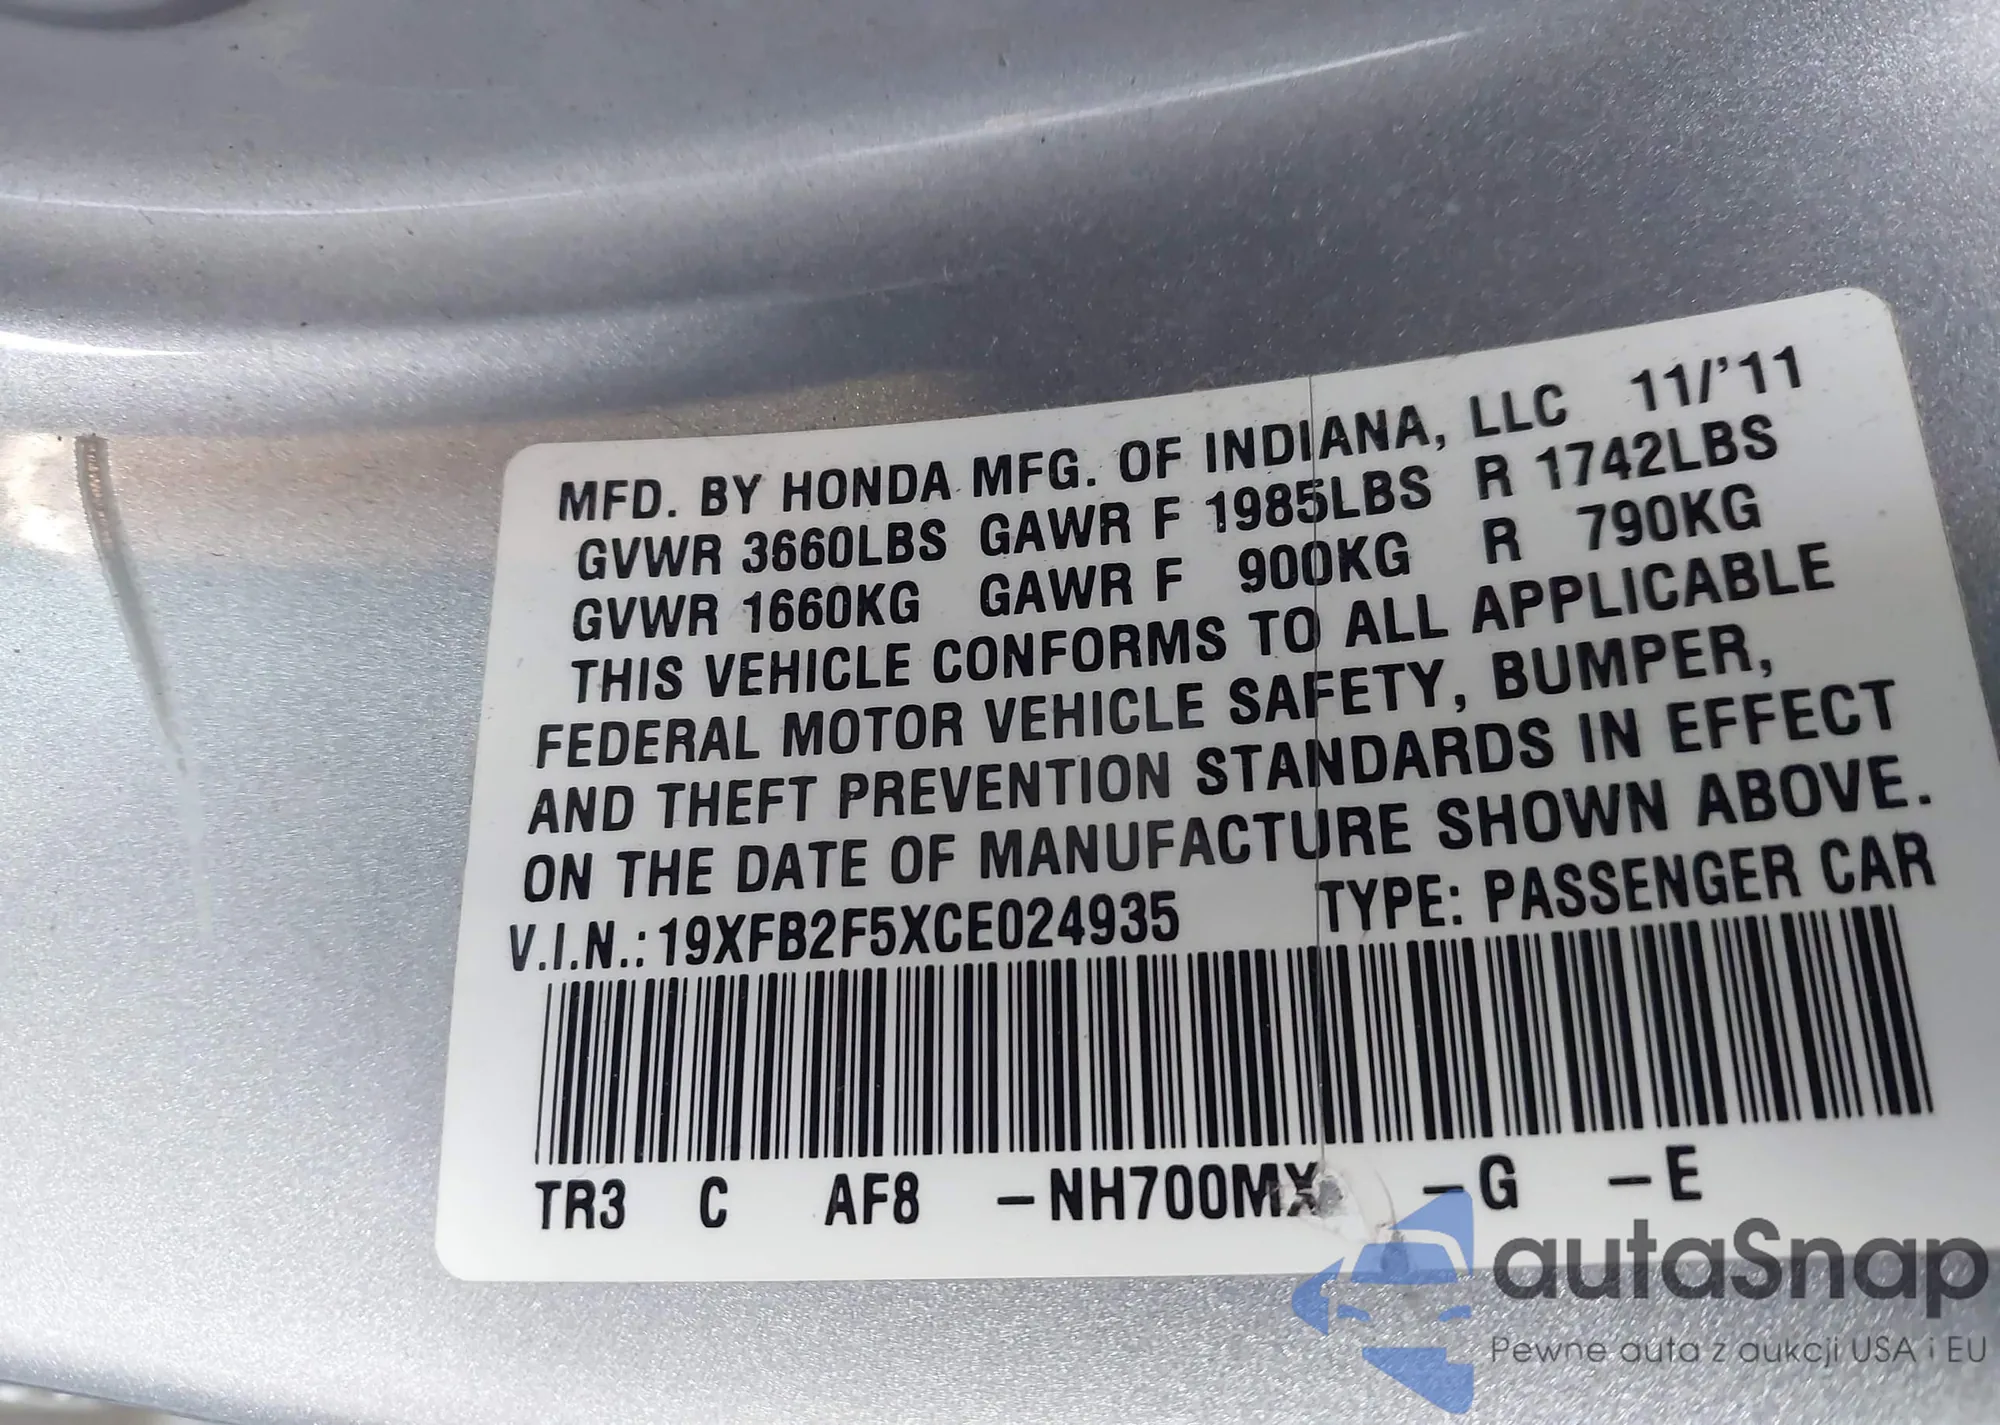 MFD. BY HONDA MFG. OF INDIANA, LLC 11/'11
GVWR 3660LBS GAWR F 1985LBS R 1742LBS
GVWR 1660KG GAWR F 900KG R 790KG
THIS VEHICLE CONFORMS TO ALL APPLICABLE
FEDERAL MOTOR VEHICLE SAFETY, BUMPER,
AND THEFT PREVENTION STANDARDS IN EFFECT
ON THE DATE OF MANUFACTURE SHOWN ABOVE.
V.I.N.: 19XFB2F5XCE024935 TYPE: PASSENGER CAR
TR3 C AF8 -NH700MX -G -E
autaSnap
Pewne auta z aukcji USA i EU